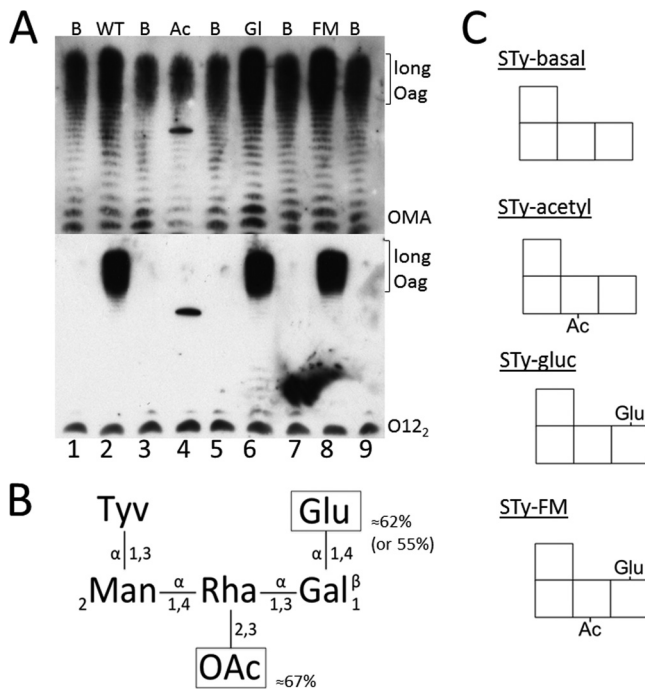 A
B WT B Ac B Gl B FM B
long
Oag
OMA
long
Oag
O12₂
1 2 3 4 5 6 7 8 9
B
Tyv
Glu
≈62%
(or 55%)
α 1,3
α 1,4
₂Man α 1,4 Rha α 1,3 Gal β 1
2,3
OAc
≈67%
C
STy-basal
STy-acetyl
Ac
STy-gluc
Glu
STy-FM
Glu
Ac